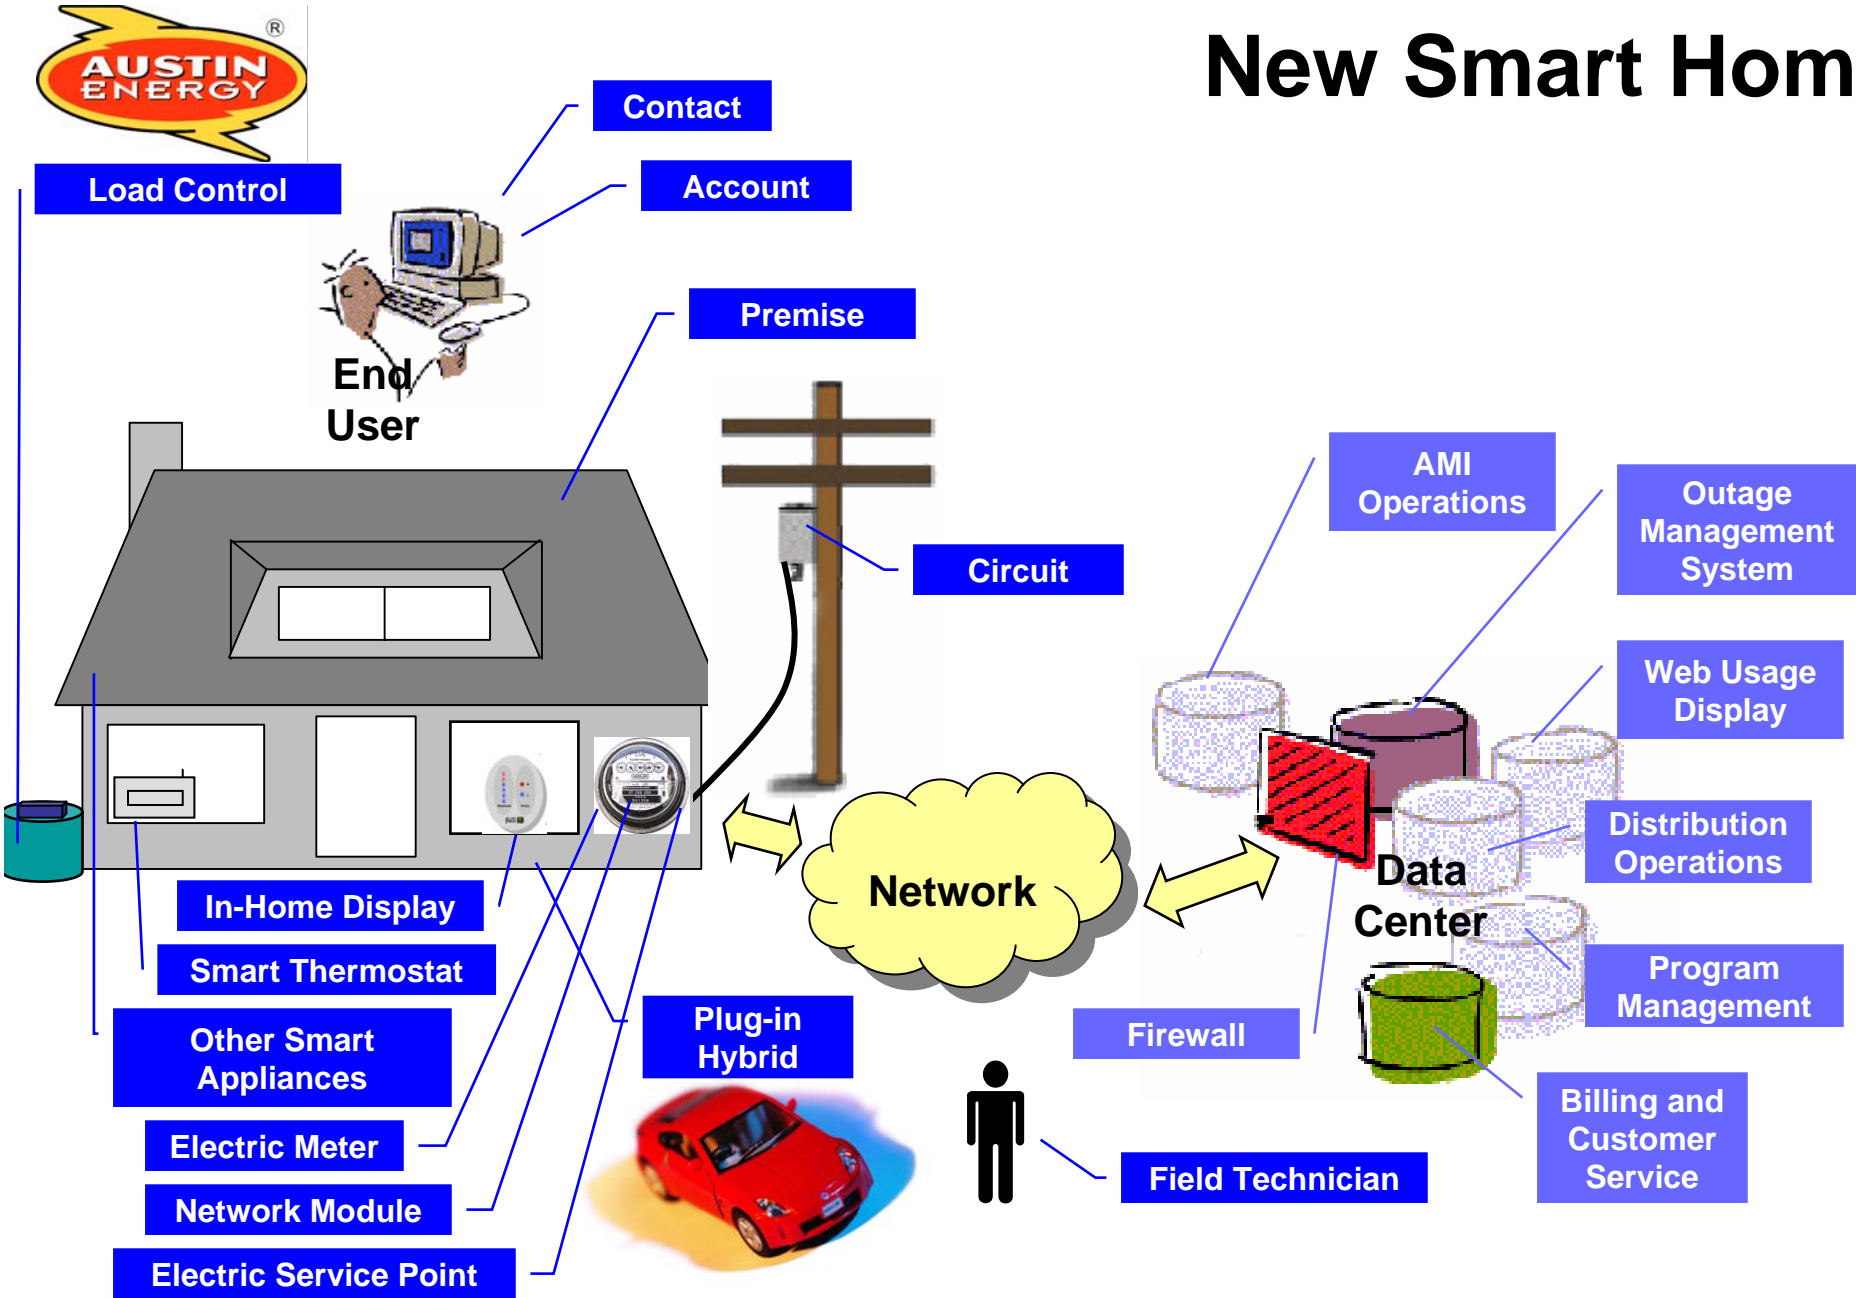 AUSTIN
ENERGY
®
New Smart Hom
Contact
Load Control
Account
Premise
End
User
AMI
Operations
Outage
Management
System
Circuit
Web Usage
Display
Distribution
Operations
Data
Center
Network
In-Home Display
Smart Thermostat
Program
Management
Plug-in
Hybrid
Firewall
Other Smart
Appliances
Billing and
Customer
Service
Electric Meter
Field Technician
Network Module
Electric Service Point